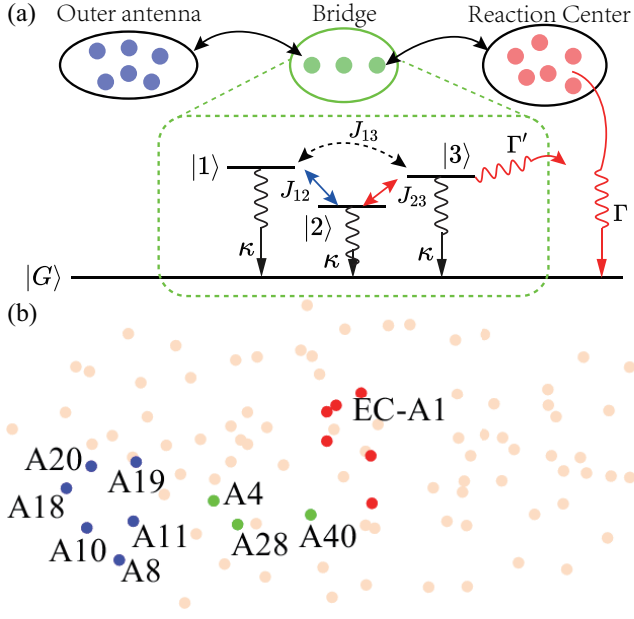 (a) Outer antenna Bridge Reaction Center
J₁₃
|1⟩ |3⟩ Γ′
J₁₂ J₂₃ Γ
|2⟩
κ κ κ
|G⟩
(b)
EC-A1
A20
A19
A18 A4
A10 A11 A28 A40
A8